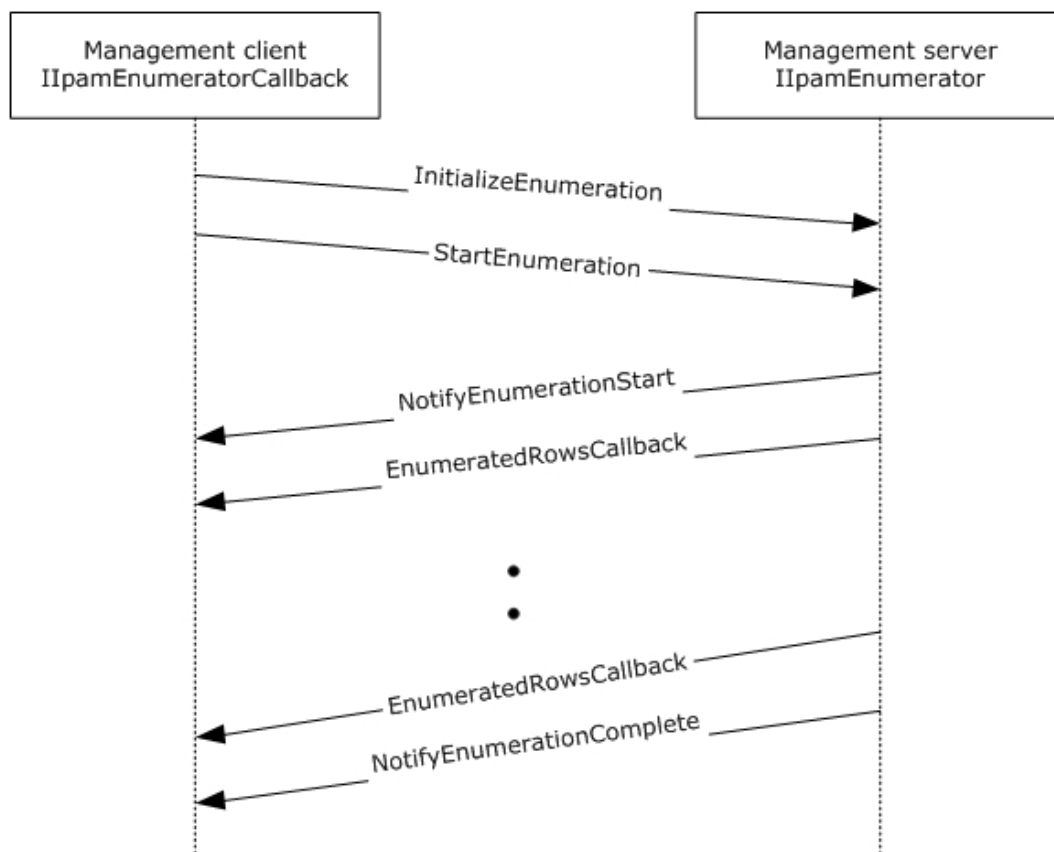 Management client
IIpamEnumeratorCallback
Management server
IIpamEnumerator
InitializeEnumeration
StartEnumeration
NotifyEnumerationStart
EnumeratedRowsCallback
EnumeratedRowsCallback
NotifyEnumerationComplete